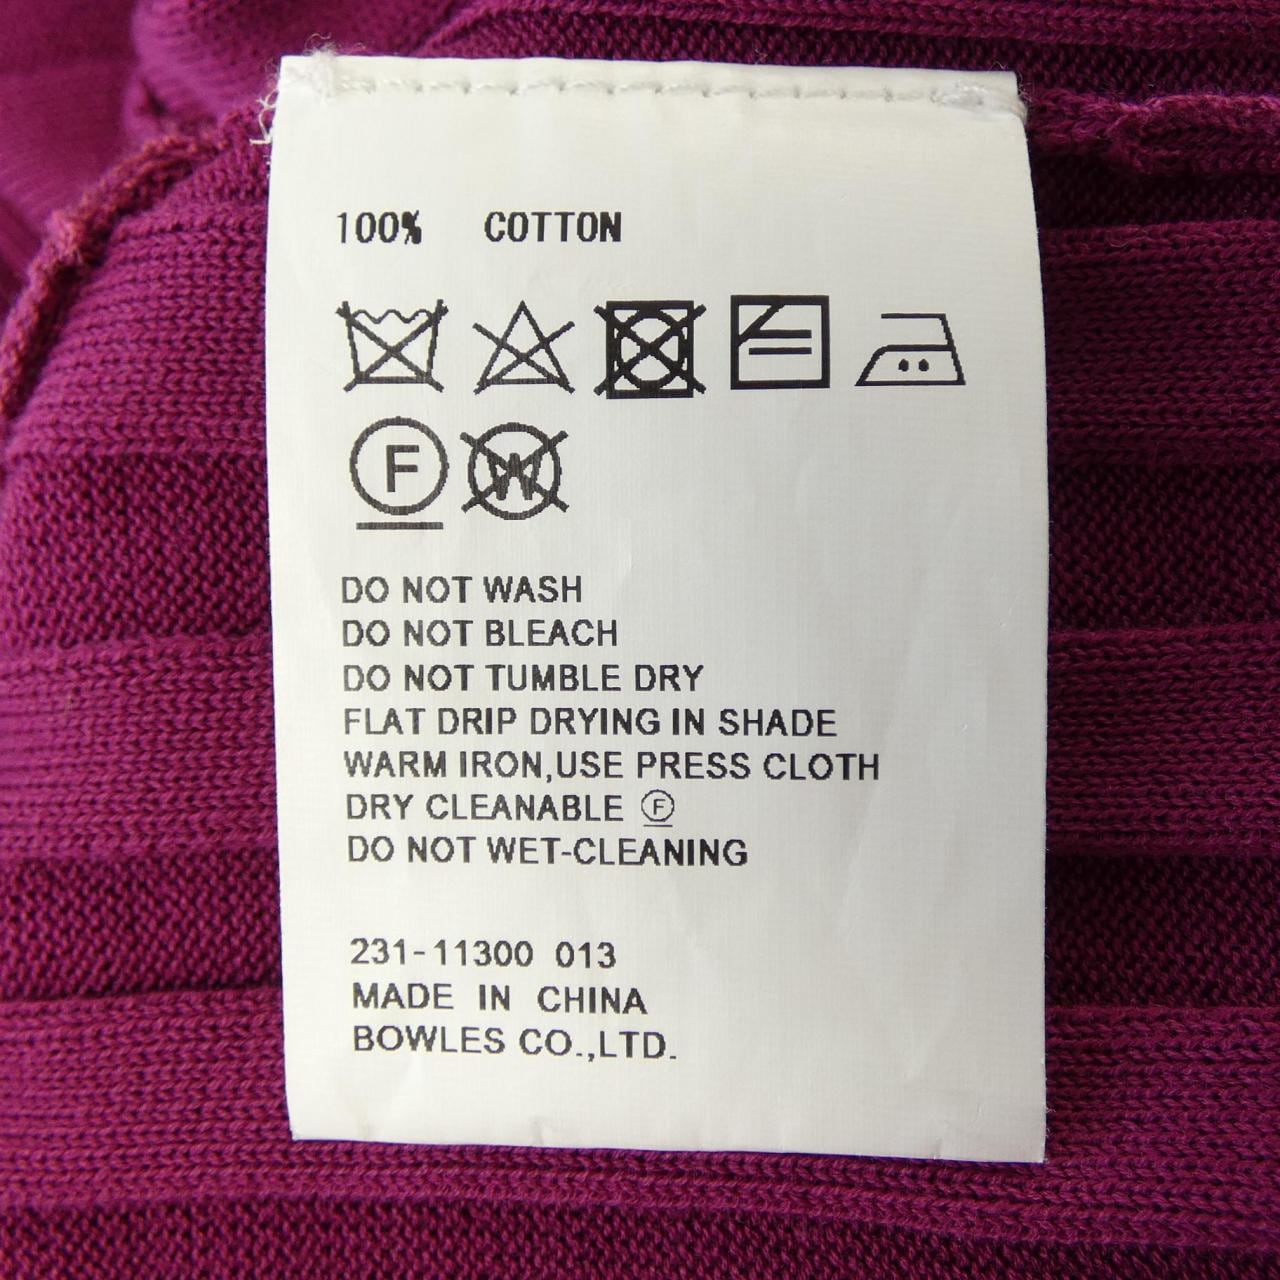 100% COTTON
F W
DO NOT WASH
DO NOT BLEACH
DO NOT TUMBLE DRY
FLAT DRIP DRYING IN SHADE
WARM IRON,USE PRESS CLOTH
DRY CLEANABLE Ⓕ
DO NOT WET-CLEANING
231-11300 013
MADE IN CHINA
BOWLES CO.,LTD.